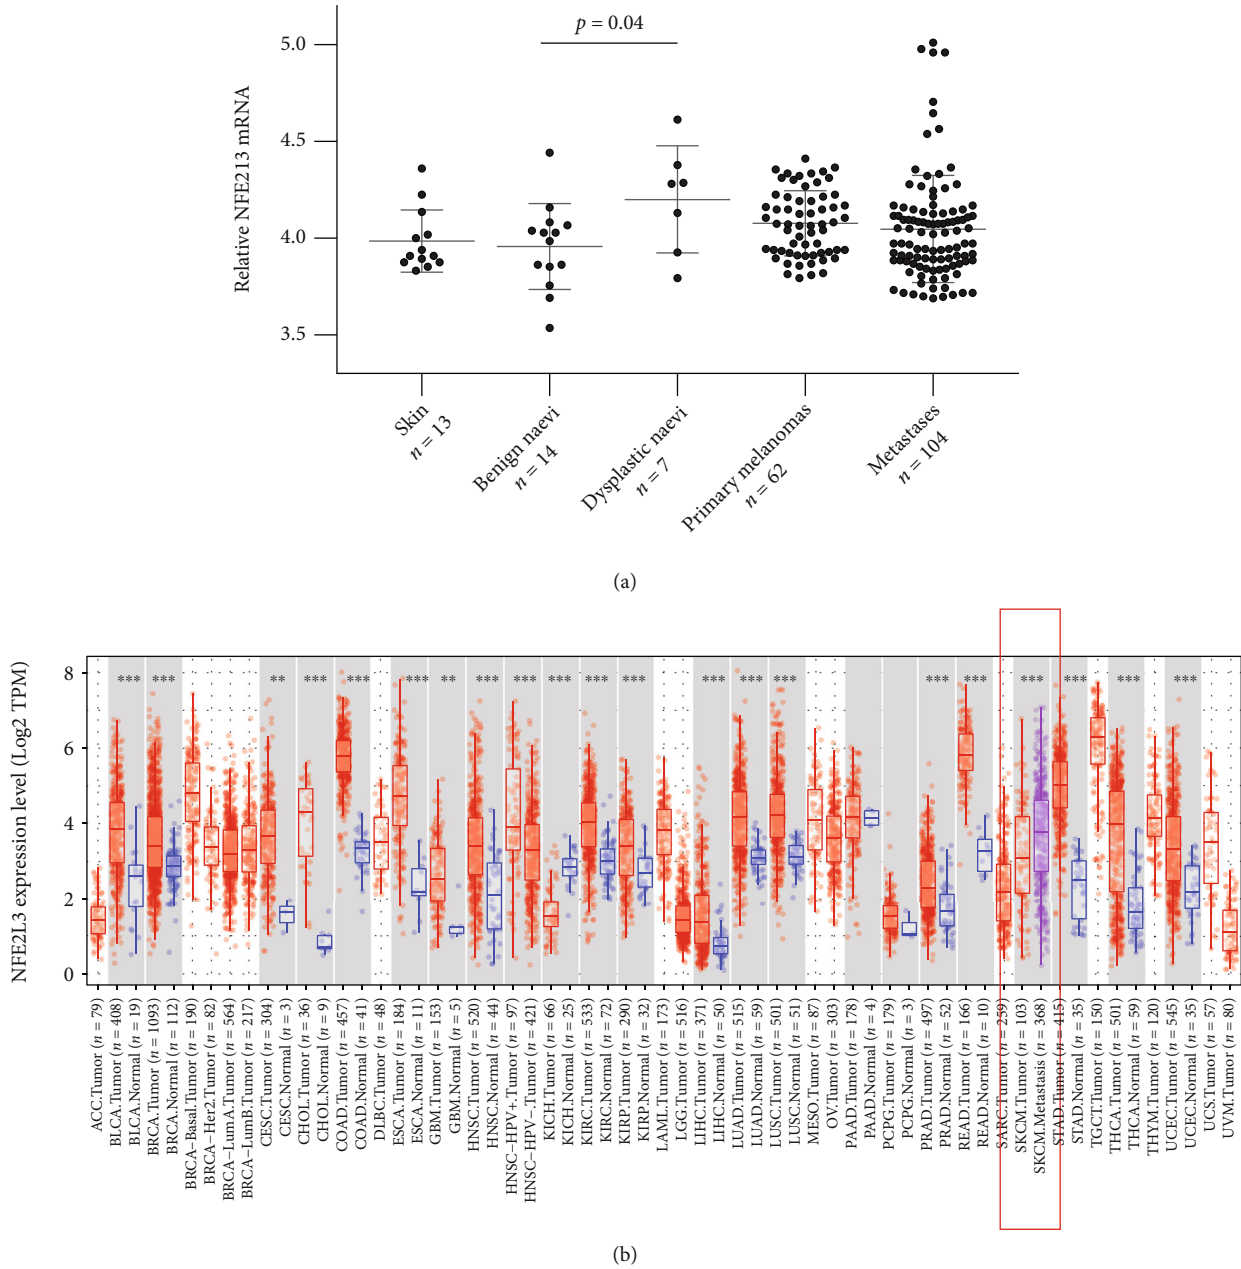 p = 0.04
5.0
4.5
4.0
3.5
Relative NFE213 mRNA
Skin
n = 13
Benign naevi
n = 14
Dysplastic naevi
n = 7
Primary melanomas
n = 62
Metastases
n = 104
(a)
NFE2L3 expression level (Log2 TPM)
8
6
4
2
0
*** *** ** *** *** *** ** *** *** *** *** *** *** *** *** *** *** *** *** *** ***
ACC.Tumor (n = 79)
BLCA.Tumor (n = 408)
BLCA.Normal (n = 19)
BRCA.Tumor (n = 1093)
BRCA.Normal (n = 112)
BRCA-Basal.Tumor (n = 190)
BRCA-Her2.Tumor (n = 82)
BRCA-LumA.Tumor (n = 564)
BRCA-LumB.Tumor (n = 217)
CESC.Tumor (n = 304)
CESC.Normal (n = 3)
CHOL.Tumor (n = 36)
CHOL.Normal (n = 9)
COAD.Tumor (n = 457)
COAD.Normal (n = 41)
DLBC.Tumor (n = 48)
ESCA.Tumor (n = 184)
ESCA.Normal (n = 11)
GBM.Tumor (n = 153)
GBM.Normal (n = 5)
HNSC.Tumor (n = 520)
HNSC.Normal (n = 44)
HNSC-HPV+.Tumor (n = 97)
HNSC-HPV-.Tumor (n = 421)
KICH.Tumor (n = 66)
KICH.Normal (n = 25)
KIRC.Tumor (n = 533)
KIRC.Normal (n = 72)
KIRP.Tumor (n = 290)
KIRP.Normal (n = 32)
LAML.Tumor (n = 173)
LGG.Tumor (n = 516)
LIHC.Tumor (n = 371)
LIHC.Normal (n = 50)
LUAD.Tumor (n = 515)
LUAD.Normal (n = 59)
LUSC.Tumor (n = 501)
LUSC.Normal (n = 51)
MESO.Tumor (n = 87)
OV.Tumor (n = 303)
PAAD.Tumor (n = 178)
PAAD.Normal (n = 4)
PCPG.Tumor (n = 179)
PCPG.Normal (n = 3)
PRAD.Tumor (n = 497)
PRAD.Normal (n = 52)
READ.Tumor (n = 166)
READ.Normal (n = 10)
SARC.Tumor (n = 259)
SKCM.Tumor (n = 103)
SKCM.Metastasis (n = 368)
STAD.Tumor (n = 415)
STAD.Normal (n = 35)
TGCT.Tumor (n = 150)
THCA.Tumor (n = 501)
THCA.Normal (n = 59)
THYM.Tumor (n = 120)
UCEC.Tumor (n = 545)
UCEC.Normal (n = 35)
UCS.Tumor (n = 57)
UVM.Tumor (n = 80)
(b)